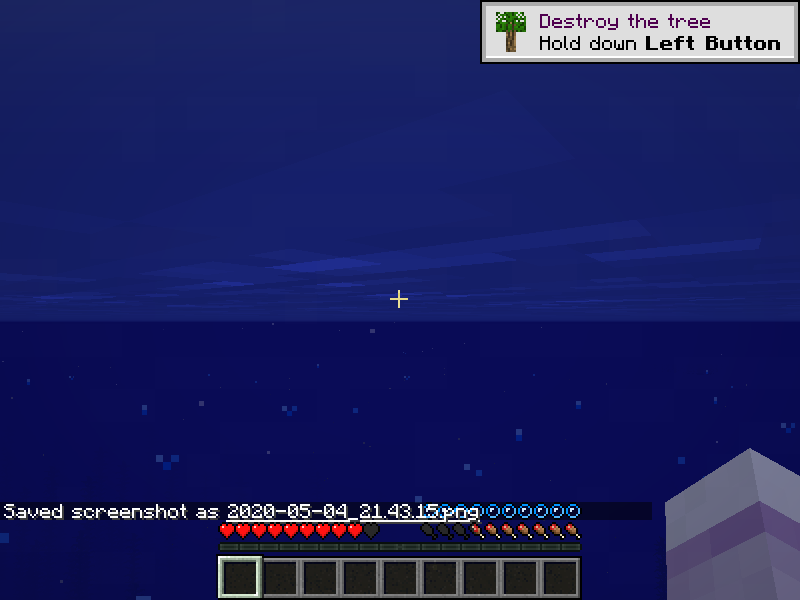 Destroy the tree
Hold down Left Button
Saved screenshot as 2020-05-04_21.43.15.png